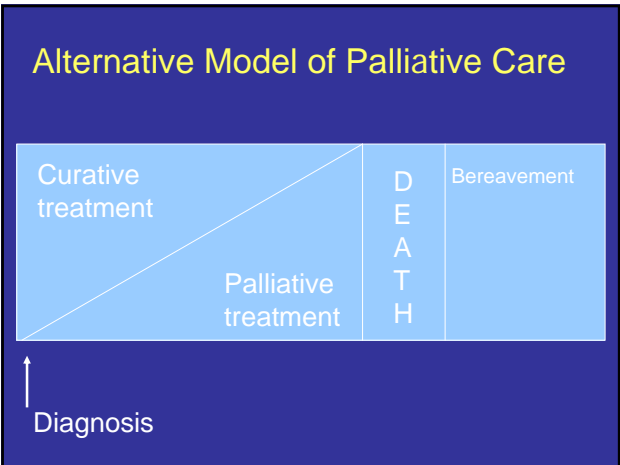 Alternative Model of Palliative Care
Curative
treatment
Palliative
treatment
D
E
A
T
H
Bereavement
Diagnosis